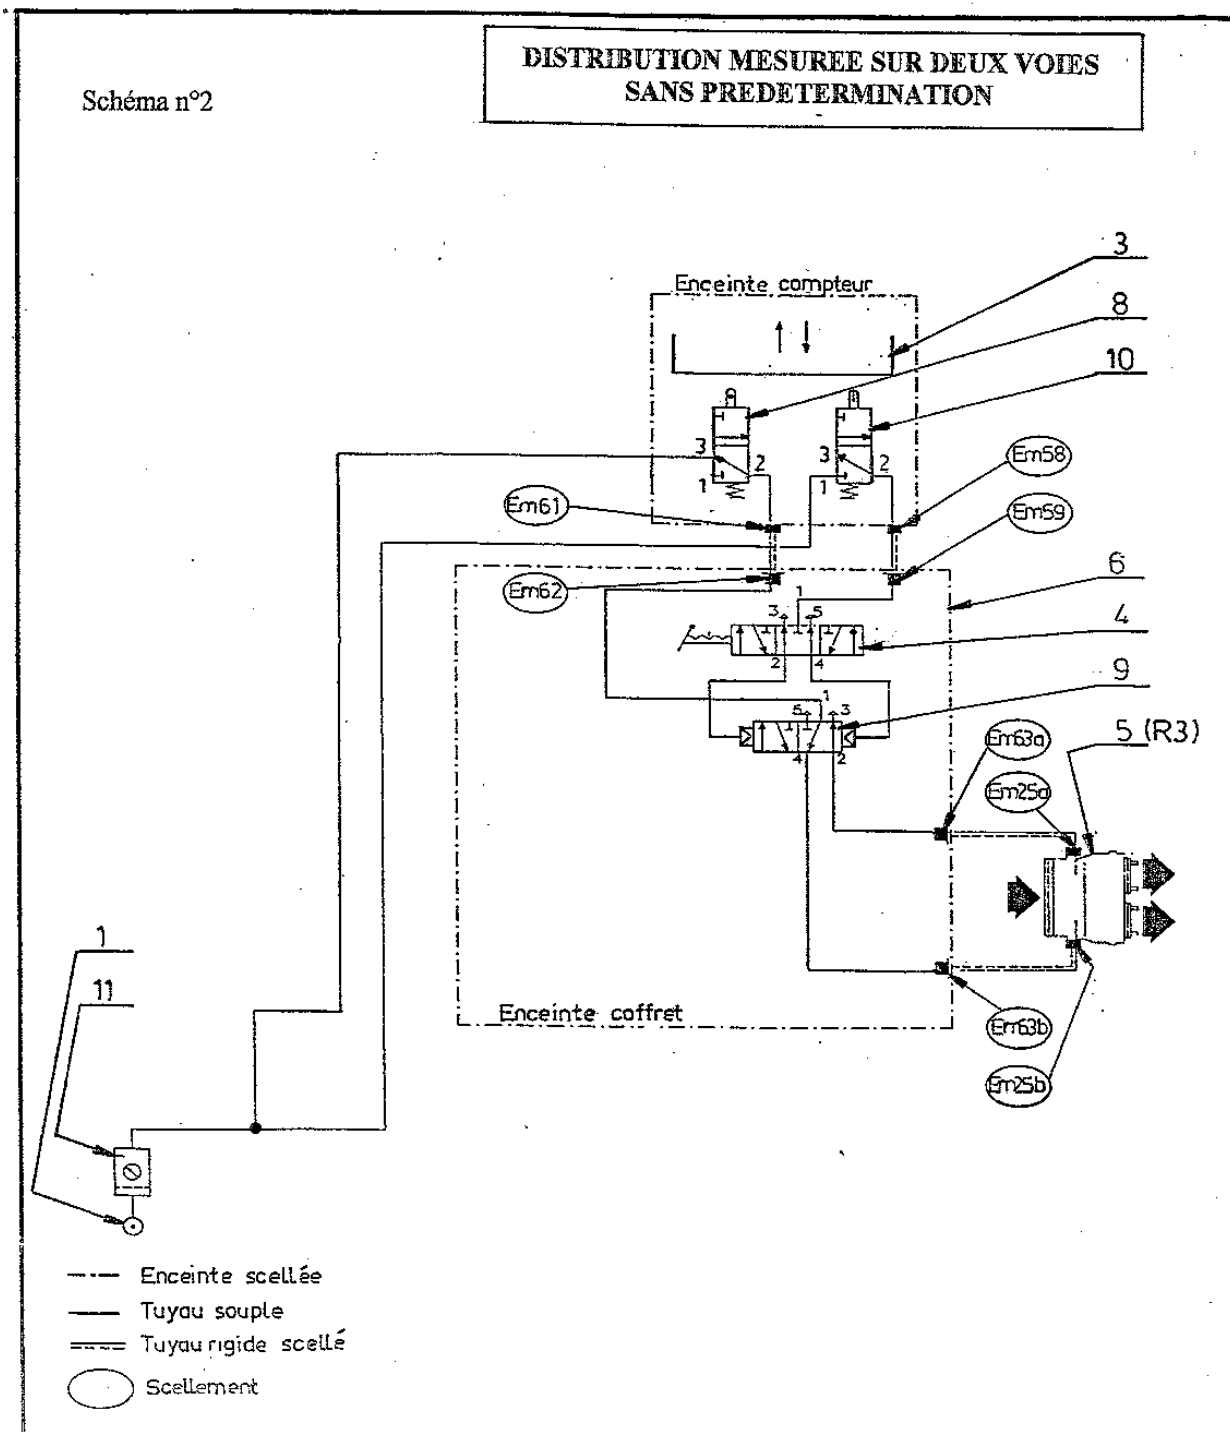 DISTRIBUTION MESUREE SUR DEUX VOIES
SANS PREDETERMINATION
Schéma n°2
3
Enceinte compteur
8
10
3
2
1
3
2
1
Em58
Em61
Em59
6
Em62
1
3
5
4
2
4
9
1
5
3
4
2
5 (R3)
Em63a
Em25a
1
11
Enceinte coffret
Em63b
Em25b
Enceinte scellée
Tuyau souple
Tuyau rigide scellé
Scellement